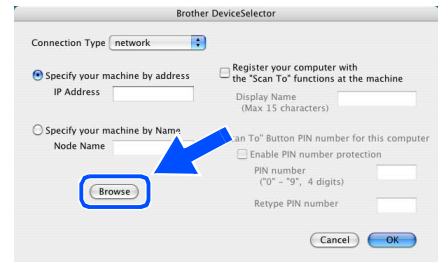 Brother DeviceSelector
Connection Type network
Specify your machine by address
IP Address
Specify your machine by Name
Node Name
Browse
Register your computer with
the "Scan To" functions at the machine
Display Name
(Max 15 characters)
an To" Button PIN number for this computer
Enable PIN number protection
PIN number
("0" - "9", 4 digits)
Retype PIN number
Cancel OK